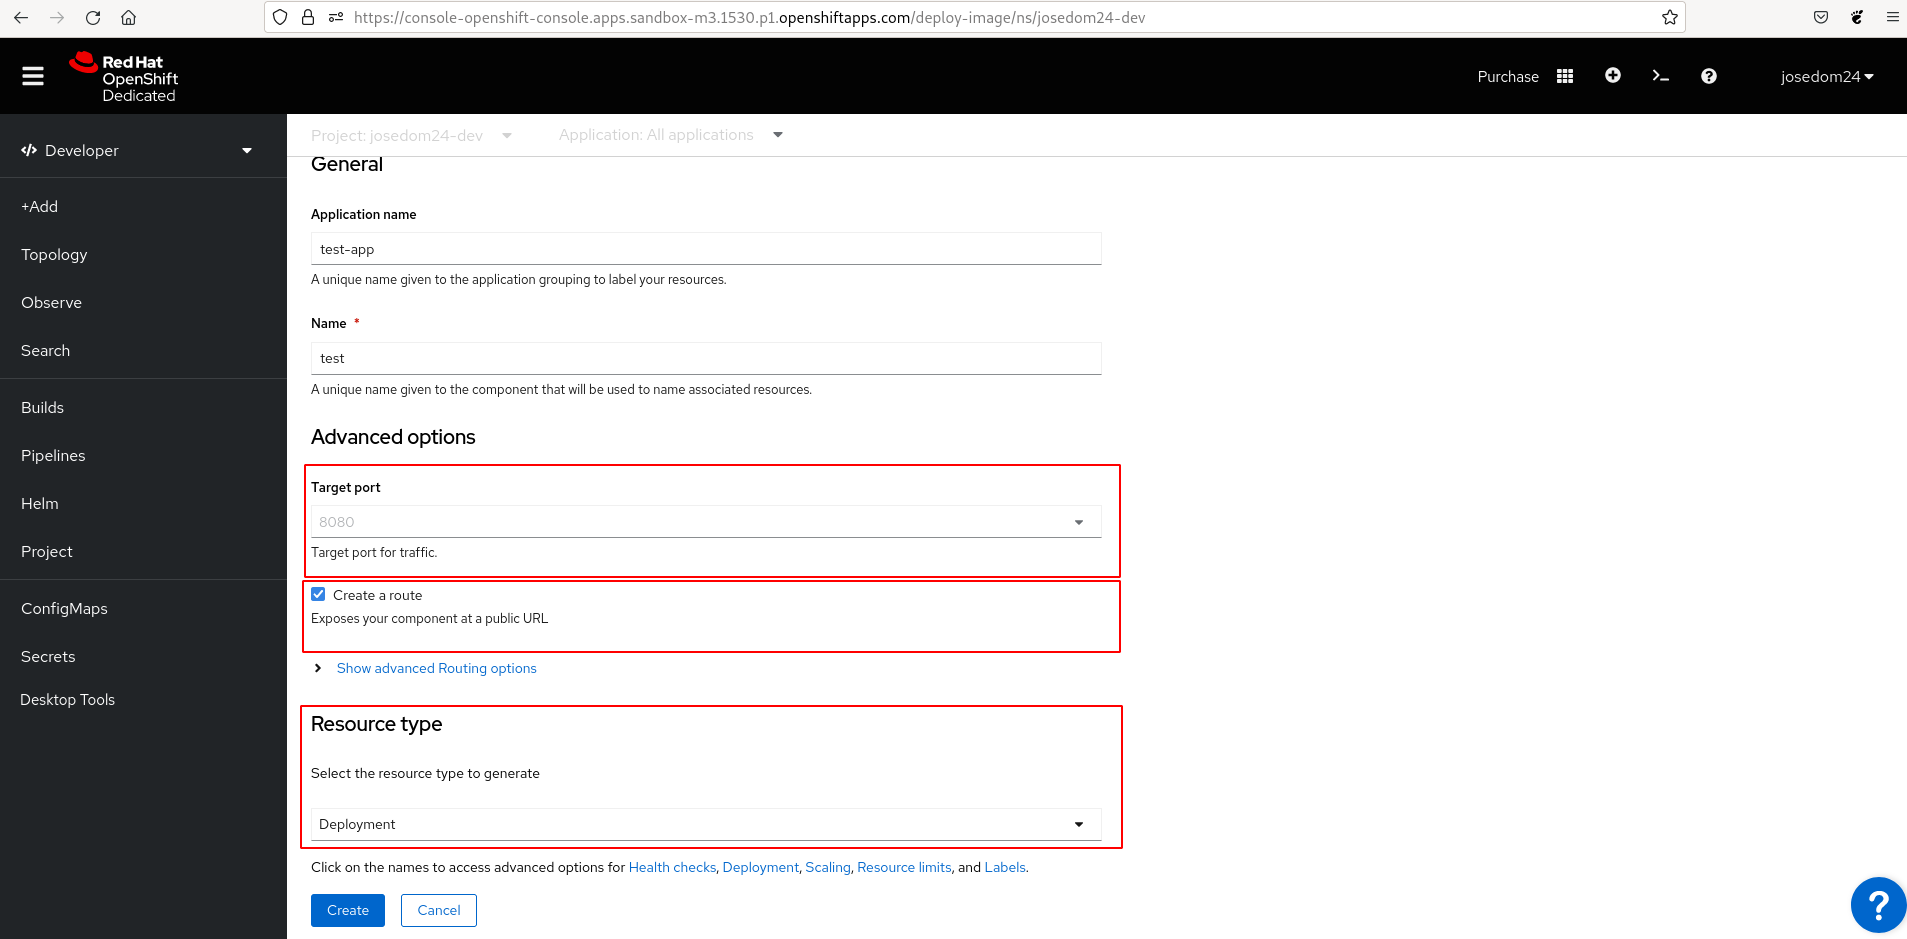 https://console-openshift-console.apps.sandbox-m3.1530.p1.openshiftapps.com/deploy-image/ns/josedom24-dev
Red Hat
OpenShift
Dedicated
Purchase
josedom24
Developer
+Add
Topology
Observe
Search
Builds
Pipelines
Helm
Project
ConfigMaps
Secrets
Desktop Tools
Project: josedom24-dev
Application: All applications
General
Application name
test-app
A unique name given to the application grouping to label your resources.
Name *
test
A unique name given to the component that will be used to name associated resources.
Advanced options
Target port
8080
Target port for traffic.
Create a route
Exposes your component at a public URL
Show advanced Routing options
Resource type
Select the resource type to generate
Deployment
Click on the names to access advanced options for Health checks, Deployment, Scaling, Resource limits, and Labels.
Create
Cancel